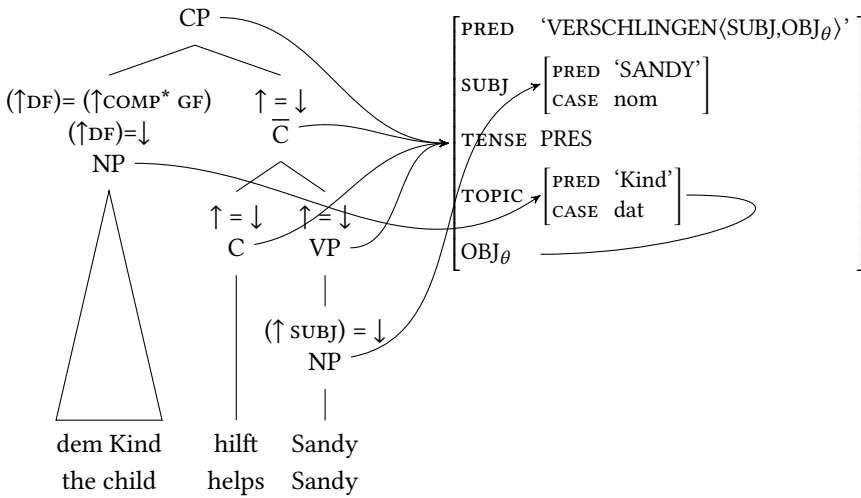 CP
(↑DF)= (↑COMP* GF)
(↑DF)=↓
NP
↑ = ↓
C̅
↑ = ↓
C
↑ = ↓
VP
(↑ SUBJ) = ↓
NP
dem Kind hilft Sandy
the child helps Sandy
PRED ‘VERSCHLINGEN⟨SUBJ,OBJθ⟩’
SUBJ
PRED ‘SANDY’
CASE nom
TENSE PRES
TOPIC
PRED ‘Kind’
CASE dat
OBJθ